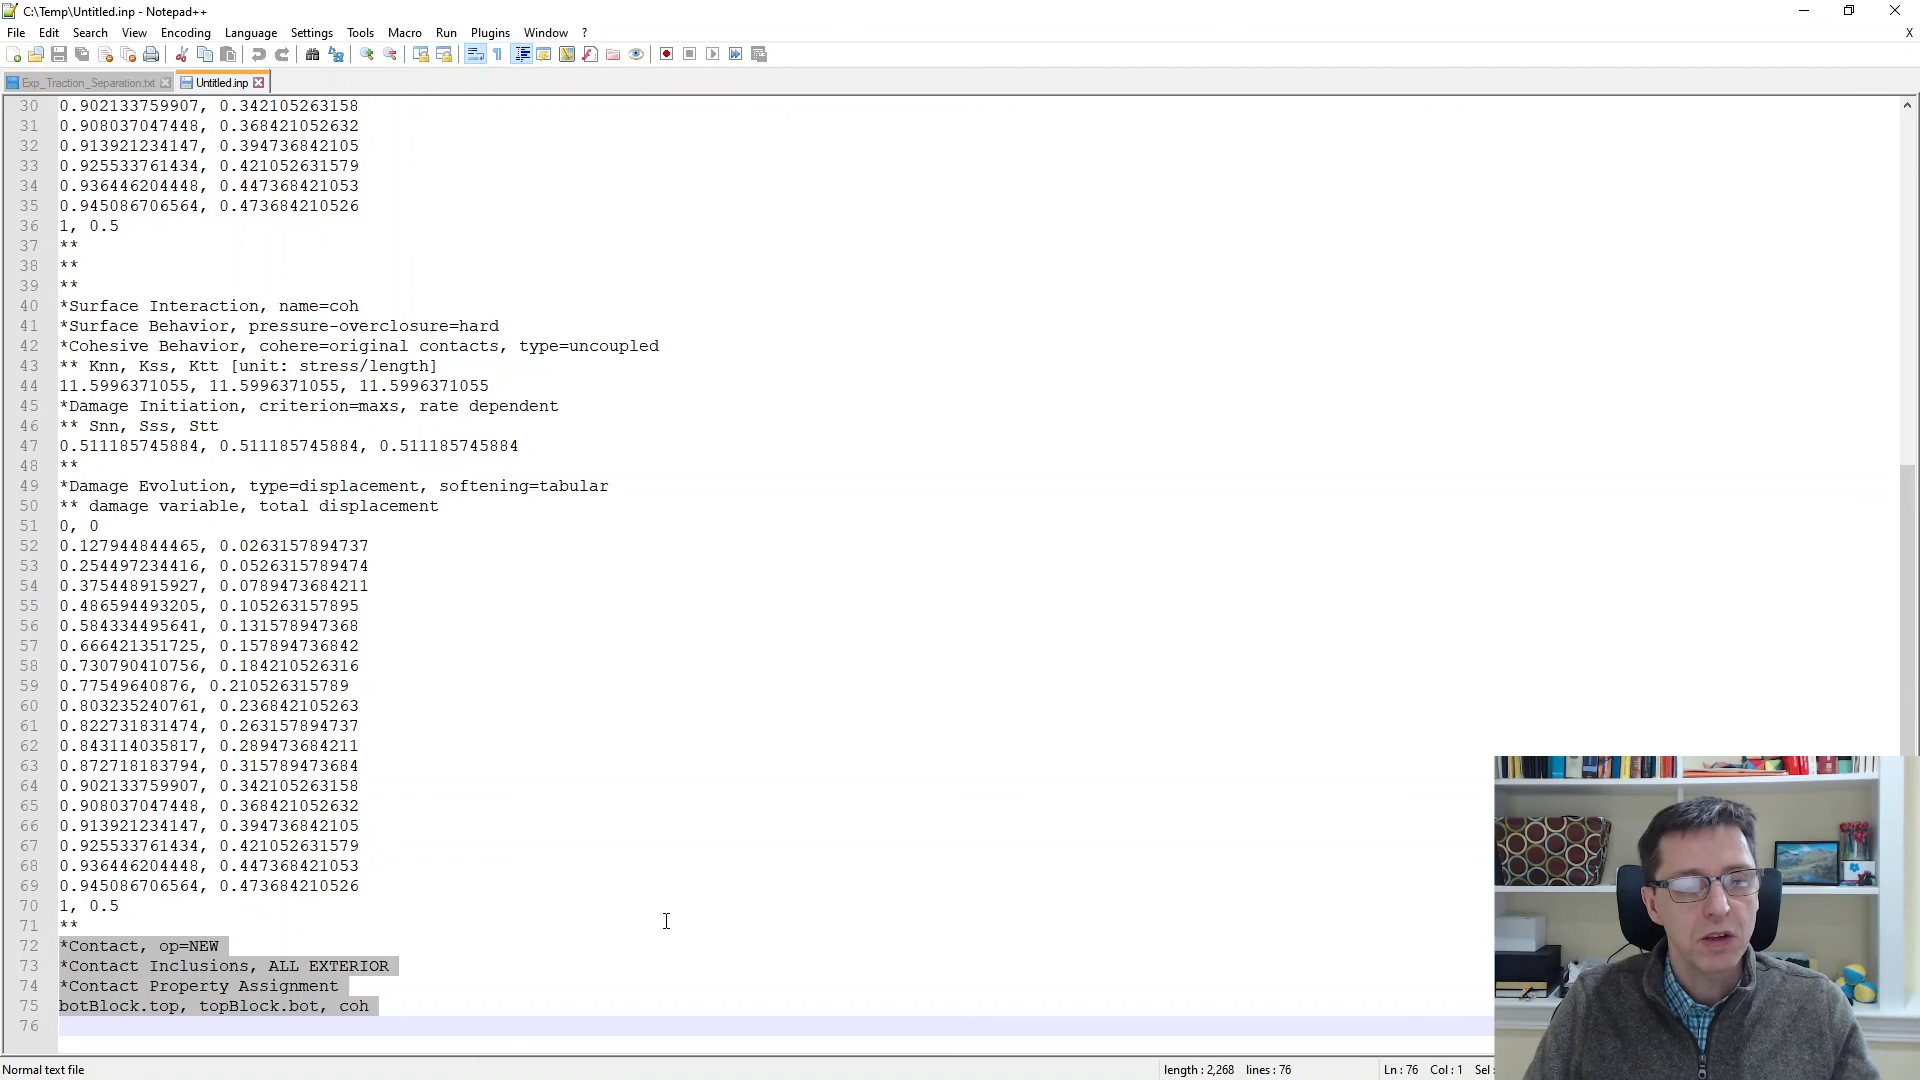 C:\Temp\Untitled.inp - Notepad++
File Edit Search View Encoding Language Settings Tools Macro Run Plugins Window ? X
Exp_Traction_Separation.txt Untitled.inp
30 0.902133759907, 0.342105263158
31 0.908037047448, 0.368421052632
32 0.913921234147, 0.394736842105
33 0.925533761434, 0.421052631579
34 0.936446204448, 0.447368421053
35 0.945086706564, 0.473684210526
36 1, 0.5
37 **
38 **
39 **
40 *Surface Interaction, name=coh
41 *Surface Behavior, pressure-overclosure=hard
42 *Cohesive Behavior, cohere=original contacts, type=uncoupled
43 ** Knn, Kss, Ktt [unit: stress/length]
44 11.5996371055, 11.5996371055, 11.5996371055
45 *Damage Initiation, criterion=maxs, rate dependent
46 ** Snn, Sss, Stt
47 0.511185745884, 0.511185745884, 0.511185745884
48 **
49 *Damage Evolution, type=displacement, softening=tabular
50 ** damage variable, total displacement
51 0, 0
52 0.127944844465, 0.0263157894737
53 0.254497234416, 0.0526315789474
54 0.375448915927, 0.0789473684211
55 0.486594493205, 0.105263157895
56 0.584334495641, 0.131578947368
57 0.666421351725, 0.157894736842
58 0.730790410756, 0.184210526316
59 0.77549640876, 0.210526315789
60 0.803235240761, 0.236842105263
61 0.822731831474, 0.263157894737
62 0.843114035817, 0.289473684211
63 0.872718183794, 0.315789473684
64 0.902133759907, 0.342105263158
65 0.908037047448, 0.368421052632
66 0.913921234147, 0.394736842105
67 0.925533761434, 0.421052631579
68 0.936446204448, 0.447368421053
69 0.945086706564, 0.473684210526
70 1, 0.5
71 **
72 *Contact, op=NEW
73 *Contact Inclusions, ALL EXTERIOR
74 *Contact Property Assignment
75 botBlock.top, topBlock.bot, coh
76
Normal text file length : 2,268 lines : 76 Ln : 76 Col : 1 Sel :